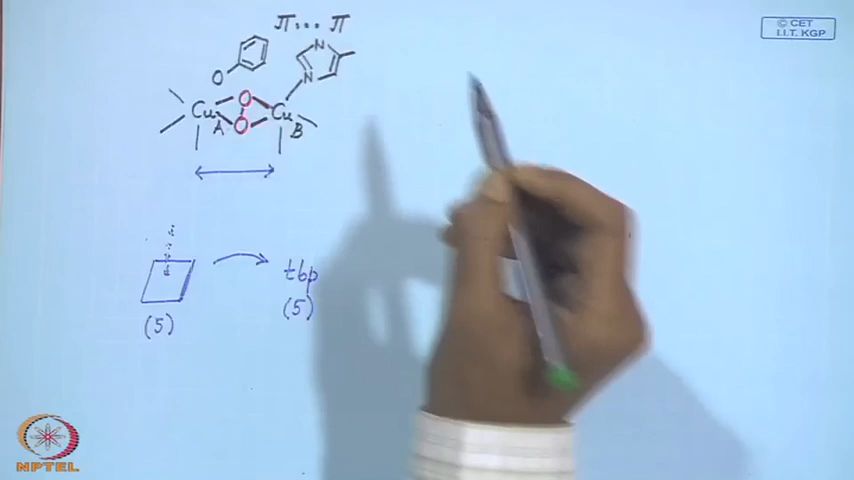 π...π
© CET
I.I.T. KGP
N
O
N
Cu O Cu
A O B
tbp
(5) (5)
NPTEL